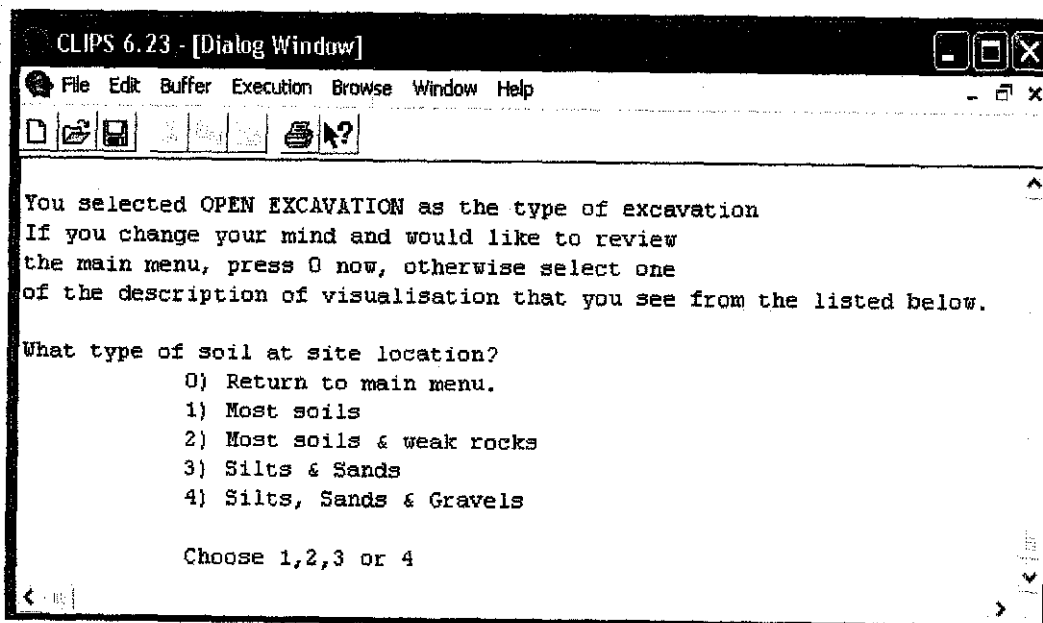 CLIPS 6.23 - [Dialog Window]
File Edit Buffer Execution Browse Window Help
You selected OPEN EXCAVATION as the type of excavation
If you change your mind and would like to review
the main menu, press 0 now, otherwise select one
of the description of visualisation that you see from the listed below.
What type of soil at site location?
0) Return to main menu.
1) Most soils
2) Most soils & weak rocks
3) Silts & Sands
4) Silts, Sands & Gravels
Choose 1,2,3 or 4